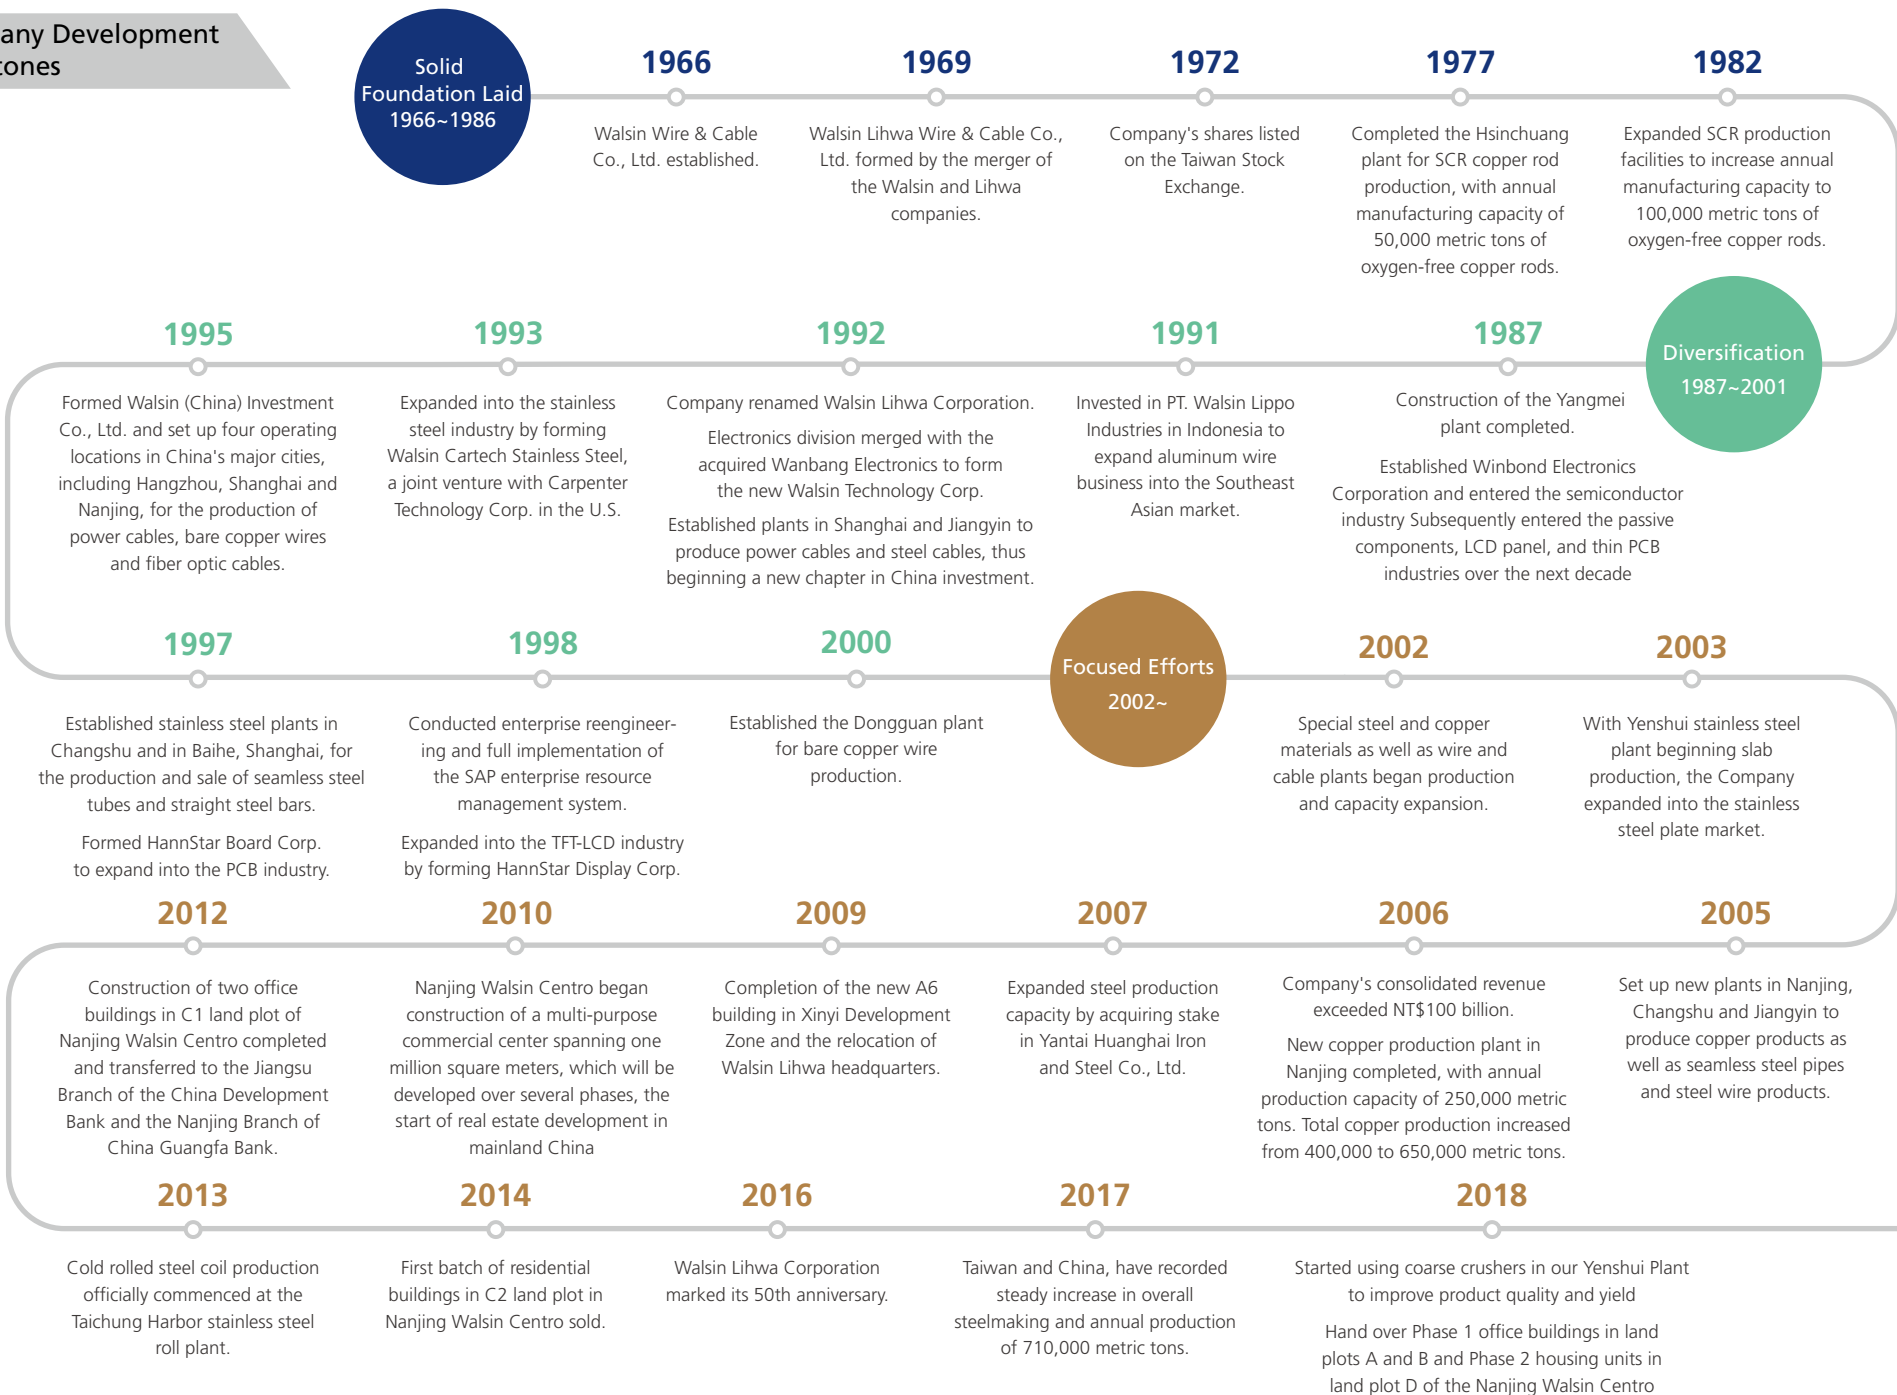 any Development
tones
Solid
Foundation Laid
1966~1986
1966
Walsin Wire & Cable
Co., Ltd. established.
1969
Walsin Lihwa Wire & Cable Co.,
Ltd. formed by the merger of
the Walsin and Lihwa
companies.
1972
Company's shares listed
on the Taiwan Stock
Exchange.
1977
Completed the Hsinchuang
plant for SCR copper rod
production, with annual
manufacturing capacity of
50,000 metric tons of
oxygen-free copper rods.
1982
Expanded SCR production
facilities to increase annual
manufacturing capacity to
100,000 metric tons of
oxygen-free copper rods.
Diversification
1987~2001
1987
Construction of the Yangmei
plant completed.
Established Winbond Electronics
Corporation and entered the semiconductor
industry Subsequently entered the passive
components, LCD panel, and thin PCB
industries over the next decade
1991
Invested in PT. Walsin Lippo
Industries in Indonesia to
expand aluminum wire
business into the Southeast
Asian market.
1992
Company renamed Walsin Lihwa Corporation.
Electronics division merged with the
acquired Wanbang Electronics to form
the new Walsin Technology Corp.
Established plants in Shanghai and Jiangyin to
produce power cables and steel cables, thus
beginning a new chapter in China investment.
1993
Expanded into the stainless
steel industry by forming
Walsin Cartech Stainless Steel,
a joint venture with Carpenter
Technology Corp. in the U.S.
1995
Formed Walsin (China) Investment
Co., Ltd. and set up four operating
locations in China's major cities,
including Hangzhou, Shanghai and
Nanjing, for the production of
power cables, bare copper wires
and fiber optic cables.
1997
Established stainless steel plants in
Changshu and in Baihe, Shanghai, for
the production and sale of seamless steel
tubes and straight steel bars.
Formed HannStar Board Corp.
to expand into the PCB industry.
1998
Conducted enterprise reengineer-
ing and full implementation of
the SAP enterprise resource
management system.
Expanded into the TFT-LCD industry
by forming HannStar Display Corp.
2000
Established the Dongguan plant
for bare copper wire
production.
Focused Efforts
2002~
2002
Special steel and copper
materials as well as wire and
cable plants began production
and capacity expansion.
2003
With Yenshui stainless steel
plant beginning slab
production, the Company
expanded into the stainless
steel plate market.
2005
Set up new plants in Nanjing,
Changshu and Jiangyin to
produce copper products as
well as seamless steel pipes
and steel wire products.
2006
Company's consolidated revenue
exceeded NT$100 billion.
New copper production plant in
Nanjing completed, with annual
production capacity of 250,000 metric
tons. Total copper production increased
from 400,000 to 650,000 metric tons.
2007
Expanded steel production
capacity by acquiring stake
in Yantai Huanghai Iron
and Steel Co., Ltd.
2009
Completion of the new A6
building in Xinyi Development
Zone and the relocation of
Walsin Lihwa headquarters.
2010
Nanjing Walsin Centro began
construction of a multi-purpose
commercial center spanning one
million square meters, which will be
developed over several phases, the
start of real estate development in
mainland China
2012
Construction of two office
buildings in C1 land plot of
Nanjing Walsin Centro completed
and transferred to the Jiangsu
Branch of the China Development
Bank and the Nanjing Branch of
China Guangfa Bank.
2013
Cold rolled steel coil production
officially commenced at the
Taichung Harbor stainless steel
roll plant.
2014
First batch of residential
buildings in C2 land plot in
Nanjing Walsin Centro sold.
2016
Walsin Lihwa Corporation
marked its 50th anniversary.
2017
Taiwan and China, have recorded
steady increase in overall
steelmaking and annual production
of 710,000 metric tons.
2018
Started using coarse crushers in our Yenshui Plant
to improve product quality and yield
Hand over Phase 1 office buildings in land
plots A and B and Phase 2 housing units in
land plot D of the Nanjing Walsin Centro